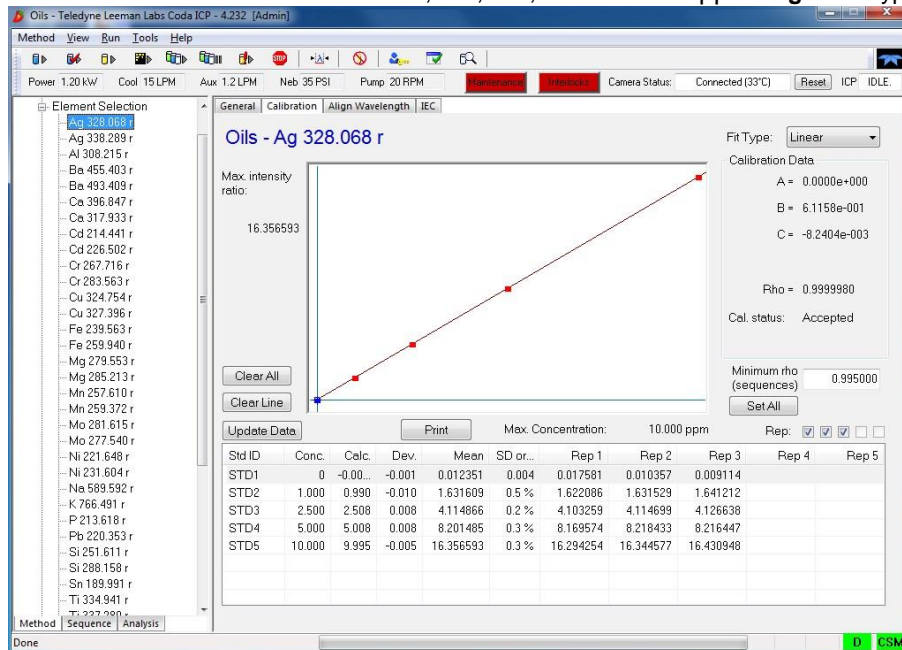 Oils - Teledyne Leeman Labs Coda ICP - 4.232 [Admin]
Method View Run Tools Help
STOP
Power 1.20 kW Cool 15 LPM Aux 1.2 LPM Neb 35 PSI Pump 20 RPM Maintenance Interlocks Camera Status: Connected (33°C) Reset ICP IDLE.
Element Selection
Ag 328.068 r
Ag 338.289 r
Al 308.215 r
Ba 455.403 r
Ba 493.409 r
Ca 396.847 r
Ca 317.933 r
Cd 214.441 r
Cd 226.502 r
Cr 267.716 r
Cr 283.563 r
Cu 324.754 r
Cu 327.396 r
Fe 239.563 r
Fe 259.940 r
Mg 279.553 r
Mg 285.213 r
Mn 257.610 r
Mn 259.372 r
Mo 281.615 r
Mo 277.540 r
Ni 221.648 r
Ni 231.604 r
Na 589.592 r
K 766.491 r
P 213.618 r
Pb 220.353 r
Si 251.611 r
Si 288.158 r
Sn 189.991 r
Ti 334.941 r
Method Sequence Analysis
General Calibration Align Wavelength IEC
Oils - Ag 328.068 r
Fit Type: Linear
Max. intensity
ratio:
16.356593
Calibration Data
A = 0.0000e+000
B = 6.1158e-001
C = -8.2404e-003
Rho = 0.9999980
Cal. status: Accepted
Minimum rho
(sequences) 0.995000
Set All
Clear All
Clear Line
Update Data Print Max. Concentration: 10.000 ppm Rep:
Std ID Conc. Calc. Dev. Mean SD or... Rep 1 Rep 2 Rep 3 Rep 4 Rep 5
STD1 0 -0.00... -0.001 0.012351 0.004 0.017581 0.010357 0.009114
STD2 1.000 0.990 -0.010 1.631609 0.5 % 1.622086 1.631529 1.641212
STD3 2.500 2.508 0.008 4.114866 0.2 % 4.103259 4.114699 4.126638
STD4 5.000 5.008 0.008 8.201485 0.3 % 8.169574 8.218433 8.216447
STD5 10.000 9.995 -0.005 16.356593 0.3 % 16.294254 16.344577 16.430948
Done D CSM